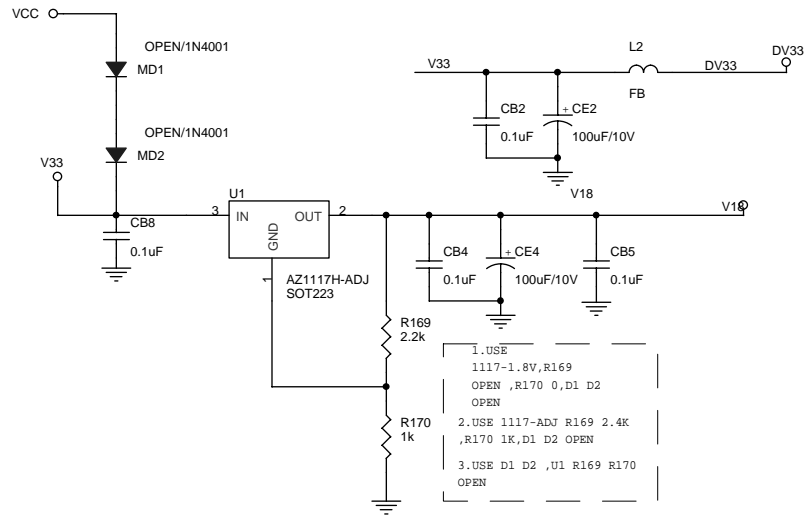 VCC
OPEN/1N4001
MD1
OPEN/1N4001
MD2
V33
CB8
0.1uF
U1
3
IN
OUT
2
GND
1
AZ1117H-ADJ
SOT223
R169
2.2k
R170
1k
V33
CB2
0.1uF
+
CE2
100uF/10V
L2
FB
DV33
DV33
V18
V18
CB4
0.1uF
+
CE4
100uF/10V
CB5
0.1uF
1.USE
1117-1.8V,R169
OPEN ,R170 0,D1 D2
OPEN
2.USE 1117-ADJ R169 2.4K
,R170 1K,D1 D2 OPEN
3.USE D1 D2 ,U1 R169 R170
OPEN